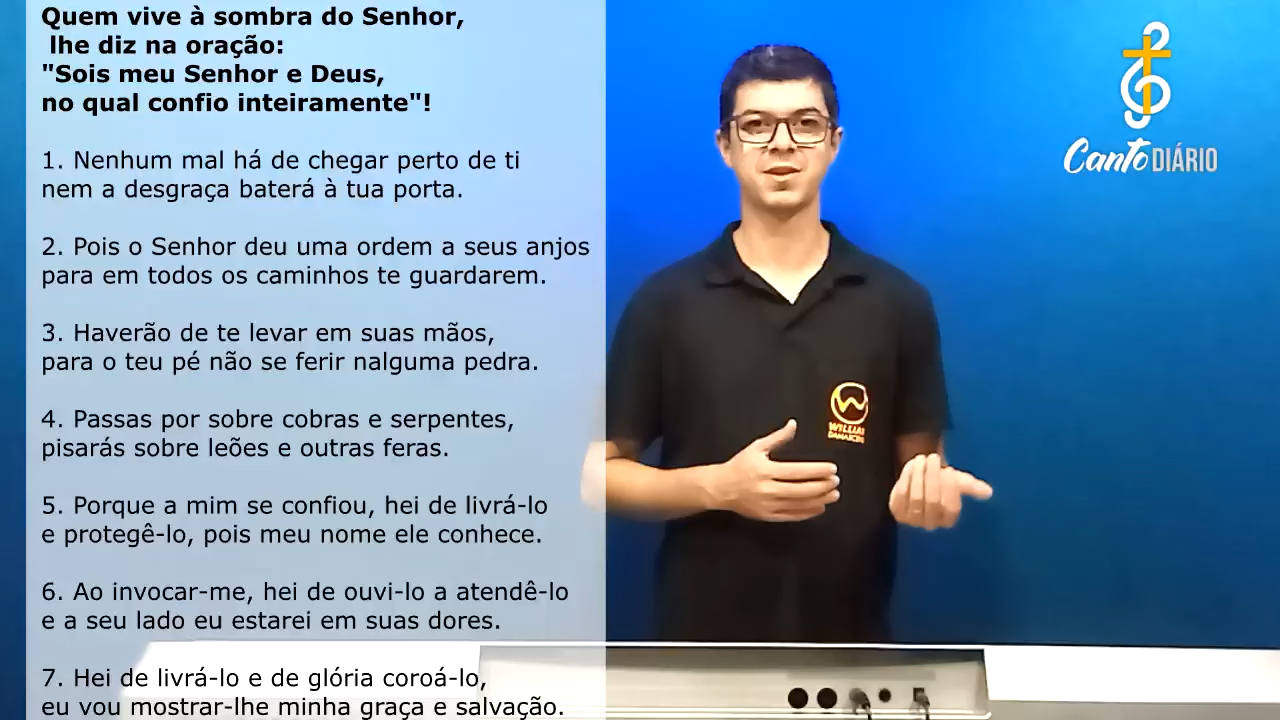 Quem vive à sombra do Senhor,
lhe diz na oração:
"Sois meu Senhor e Deus,
no qual confio inteiramente"!
1. Nenhum mal há de chegar perto de ti
nem a desgraça baterá à tua porta.
2. Pois o Senhor deu uma ordem a seus anjos
para em todos os caminhos te guardarem.
3. Haverão de te levar em suas mãos,
para o teu pé não se ferir nalguma pedra.
4. Passas por sobre cobras e serpentes,
pisarás sobre leões e outras feras.
5. Porque a mim se confiou, hei de livrá-lo
e protegê-lo, pois meu nome ele conhece.
6. Ao invocar-me, hei de ouvi-lo a atendê-lo
e a seu lado eu estarei em suas dores.
7. Hei de livrá-lo e de glória coroá-lo,
eu vou mostrar-lhe minha graça e salvação.
Canto DIÁRIO